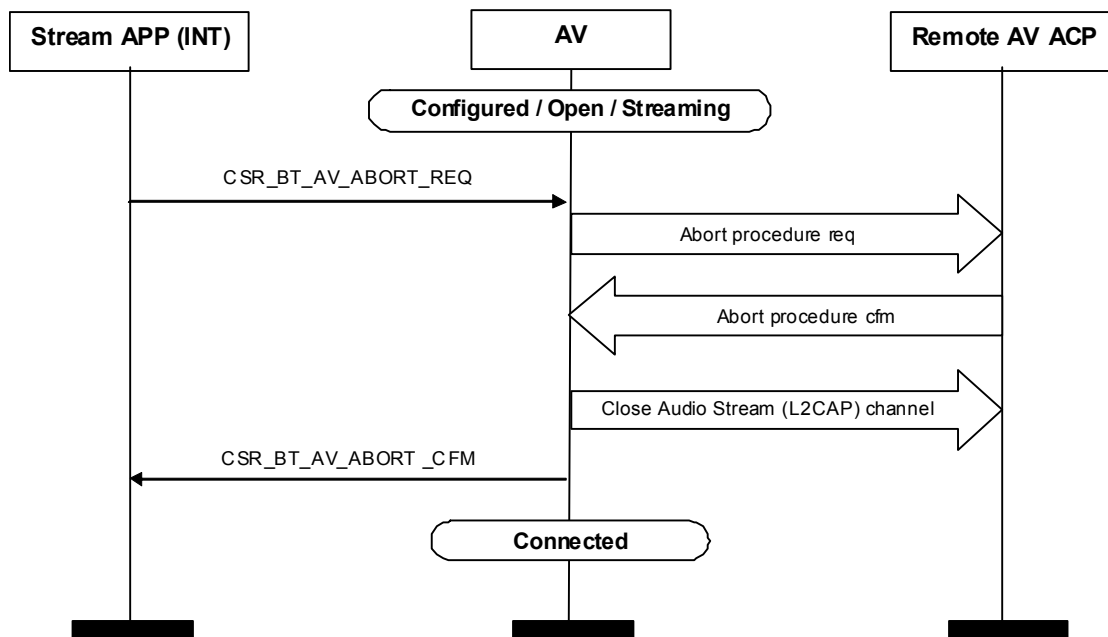 Stream APP (INT)
AV
Remote AV ACP
Configured / Open / Streaming
CSR_BT_AV_ABORT_REQ
Abort procedure req
Abort procedure cfm
Close Audio Stream (L2CAP) channel
CSR_BT_AV_ABORT _CFM
Connected